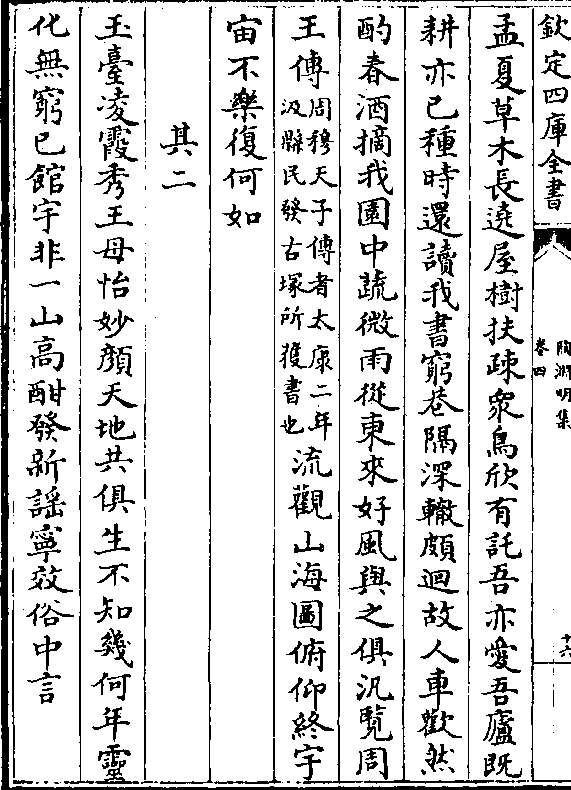 欽定四庫全書
陶淵明集
卷四
十六
孟夏草木長遶屋樹扶疎衆鳥欣有託吾亦愛吾廬既
耕亦已種時還讀我書窮巷隔深轍頗迴故人車歡然
酌春酒摘我園中蔬微雨從東來好風與之俱汎覽周
王傳周穆天子傳者太康二年
汲縣民發古塚所獲書也流觀山海圖俯仰終宇
宙不樂復何如
其二
玉臺凌霞秀王母怡妙顔天地共俱生不知幾何年靈
化無窮已館宇非一山高酣發新謡寧效俗中言